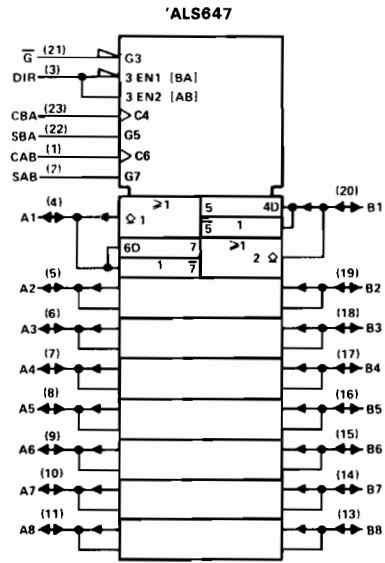 'ALS647
G̅ (21) G3
DIR (3) 3 EN1 [BA]
3 EN2 [AB]
CBA (23) C4
SBA (22) G5
CAB (1) C6
SAB (2) G7
A1 (4) ≥1 5 4D (20) B1
♢ 1 5̅ 1
6D 7 ≥1
1 7̅ 2 ♢
A2 (5) (19) B2
A3 (6) (18) B3
A4 (7) (17) B4
A5 (8) (16) B5
A6 (9) (15) B6
A7 (10) (14) B7
A8 (11) (13) B8